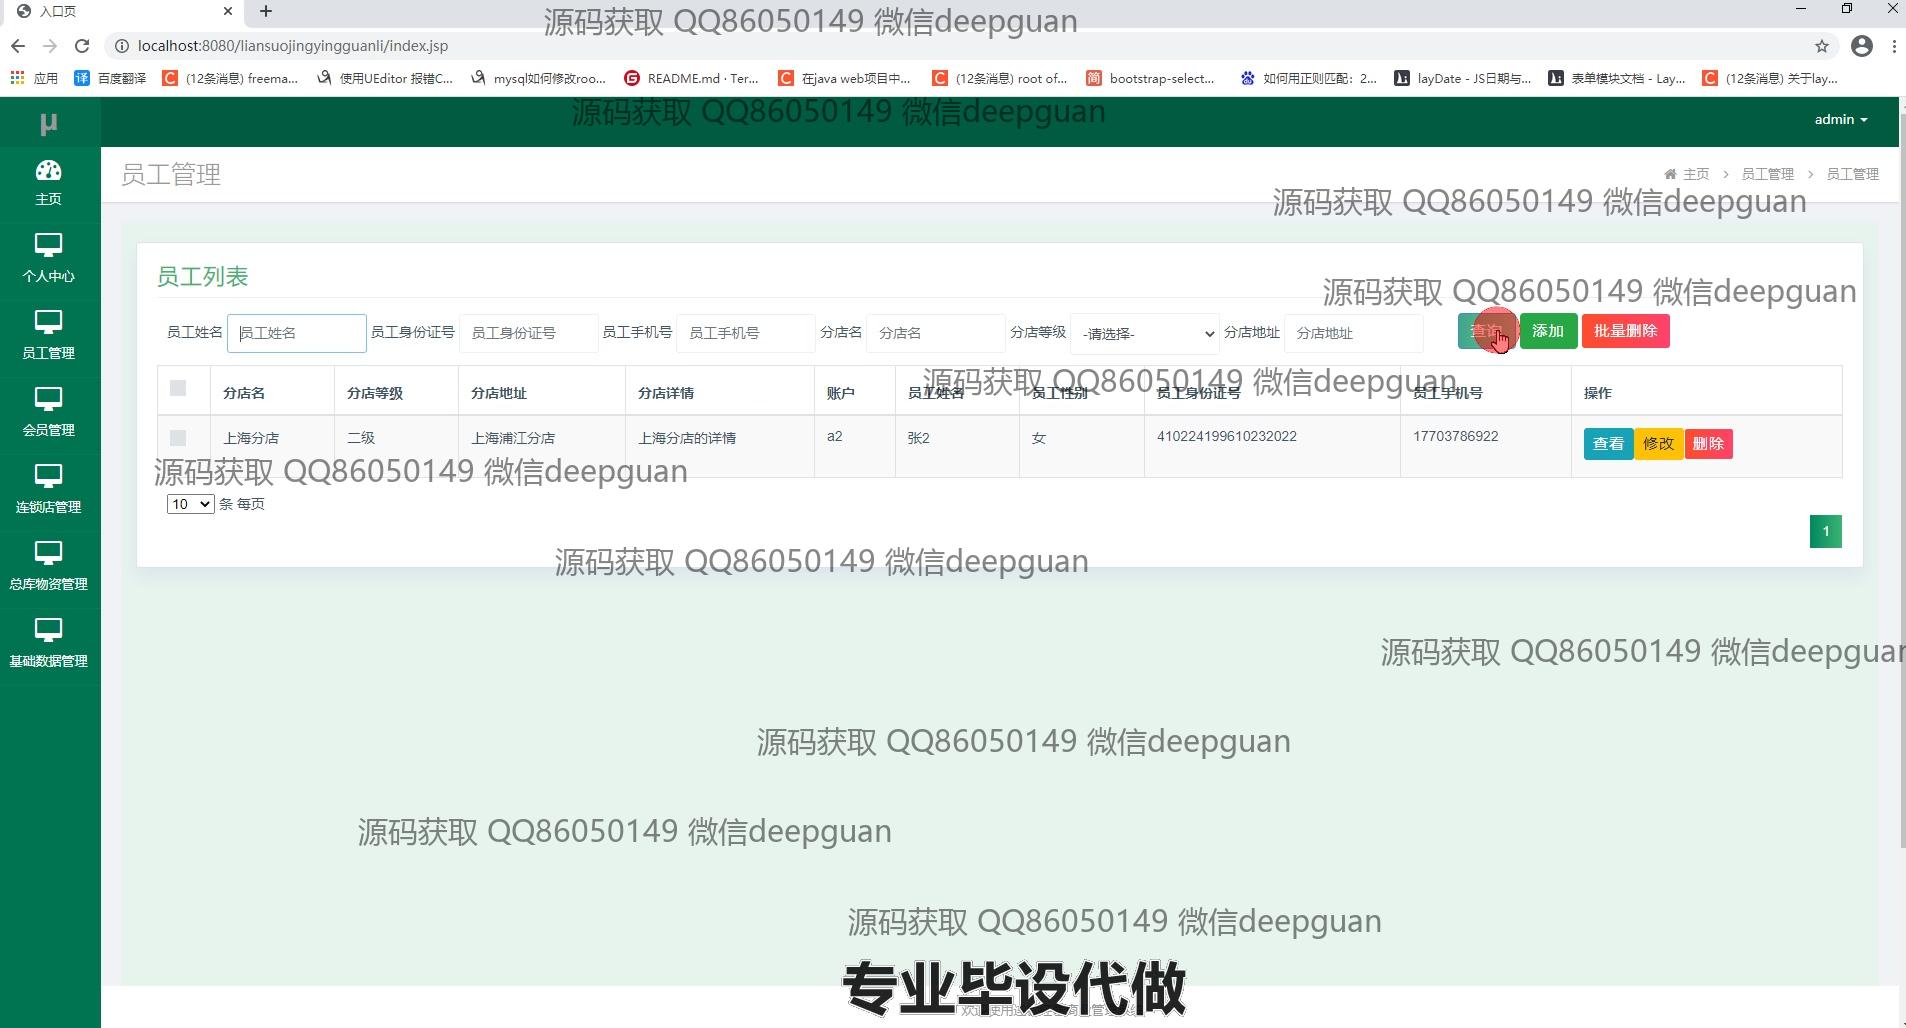 入口页
源码获取 QQ86050149 微信deepguan
localhost:8080/liansuojingyingguanli/index.jsp
应用 百度翻译 (12条消息) freema... 使用UEditor 报错C... mysql如何修改roo... README.md · Ter... 在java web项目中... (12条消息) root of... bootstrap-select... 如何用正则匹配：2... layDate - JS日期与... 表单模块文档 - Lay... (12条消息) 关于lay...
源码获取 QQ86050149 微信deepguan
μ
admin
主页
员工管理
主页 > 员工管理 > 员工管理
源码获取 QQ86050149 微信deepguan
个人中心
员工列表
源码获取 QQ86050149 微信deepguan
员工管理
员工姓名 员工姓名 员工身份证号 员工身份证号 员工手机号 员工手机号 分店名 分店名 分店等级 -请选择- 分店地址 分店地址 查询 添加 批量删除
源码获取 QQ86050149 微信deepguan
分店名 分店等级 分店地址 分店详情 账户 员工姓名 员工性别 员工身份证号 员工手机号 操作
会员管理
上海分店 二级 上海浦江分店 上海分店的详情 a2 张2 女 410224199610232022 17703786922 查看 修改 删除
源码获取 QQ86050149 微信deepguan
连锁店管理
10 条 每页
1
源码获取 QQ86050149 微信deepguan
总库物资管理
基础数据管理
源码获取 QQ86050149 微信deepguan
源码获取 QQ86050149 微信deepguan
源码获取 QQ86050149 微信deepguan
源码获取 QQ86050149 微信deepguan
专业毕设代做